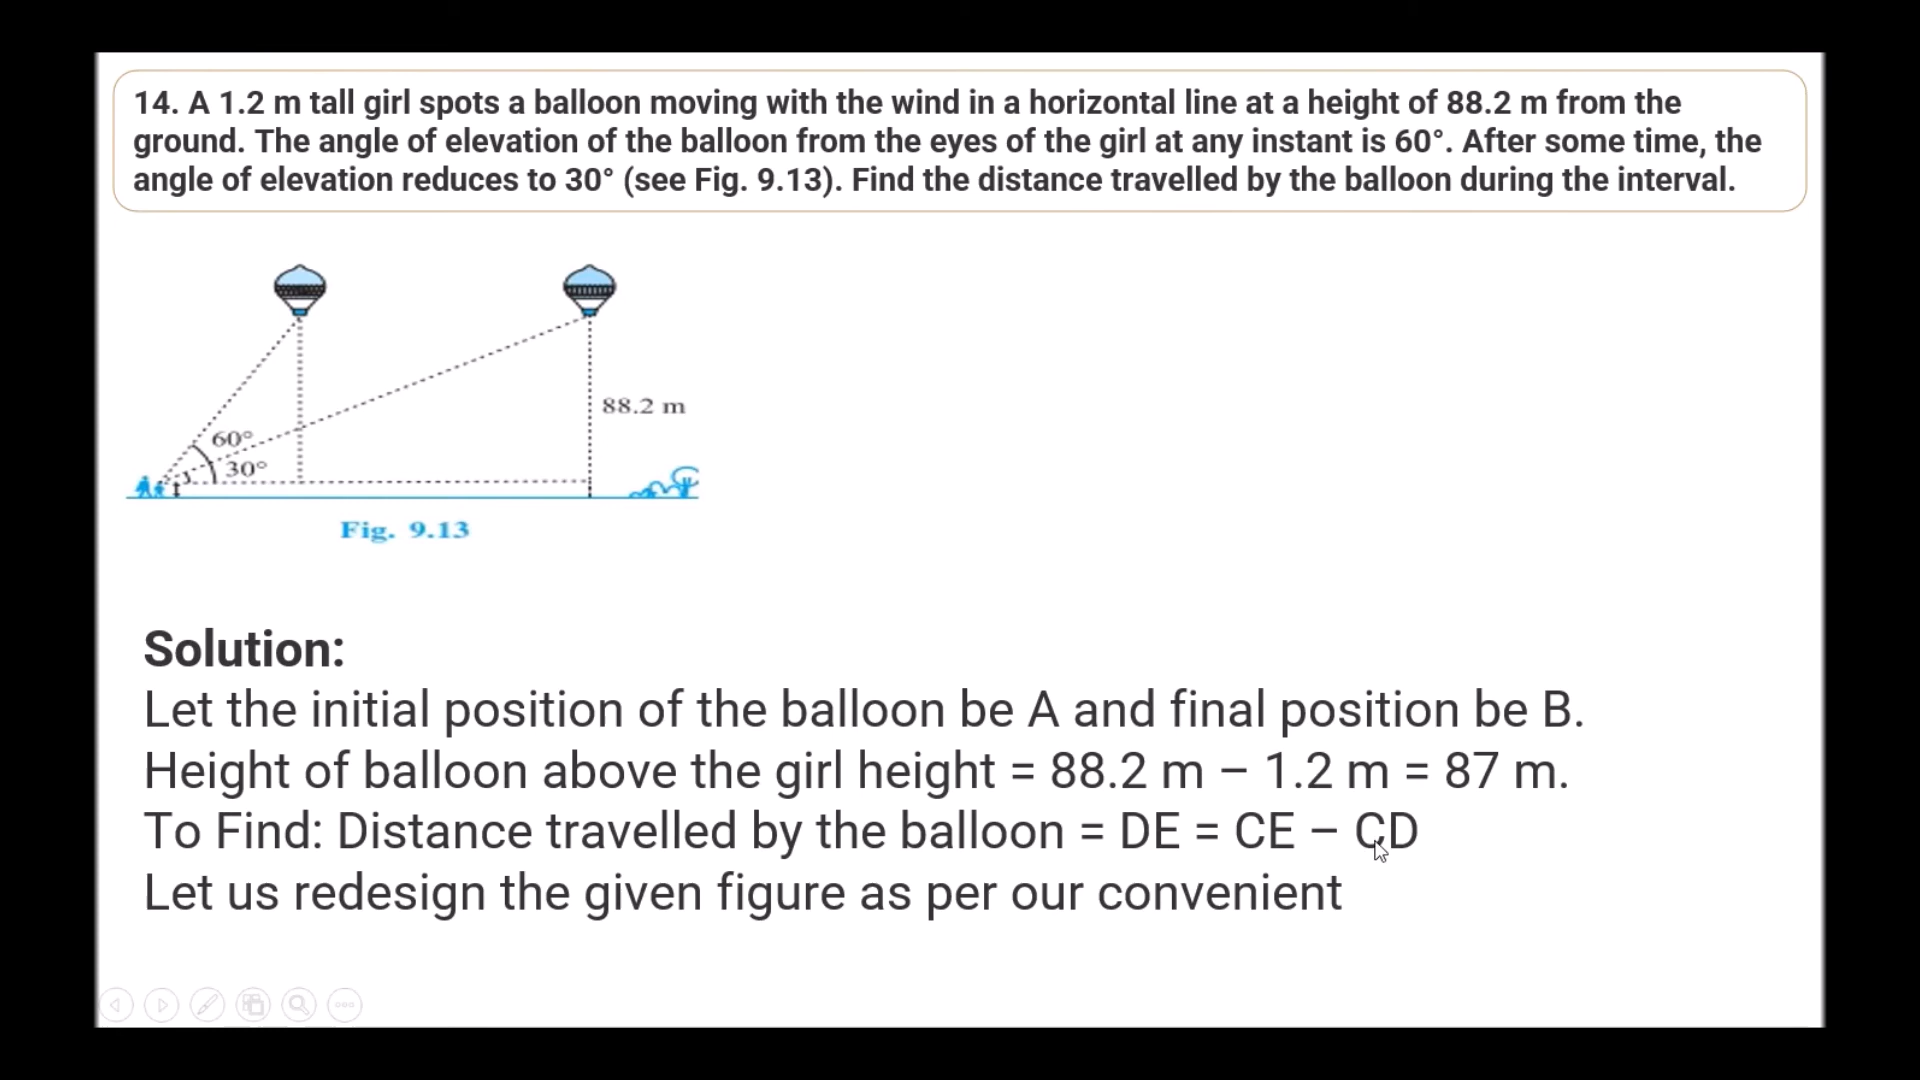 14. A 1.2 m tall girl spots a balloon moving with the wind in a horizontal line at a height of 88.2 m from the
ground. The angle of elevation of the balloon from the eyes of the girl at any instant is 60°. After some time, the
angle of elevation reduces to 30° (see Fig. 9.13). Find the distance travelled by the balloon during the interval.
88.2 m
60°
30°
Fig. 9.13
Solution:
Let the initial position of the balloon be A and final position be B.
Height of balloon above the girl height = 88.2 m – 1.2 m = 87 m.
To Find: Distance travelled by the balloon = DE = CE – CD
Let us redesign the given figure as per our convenient